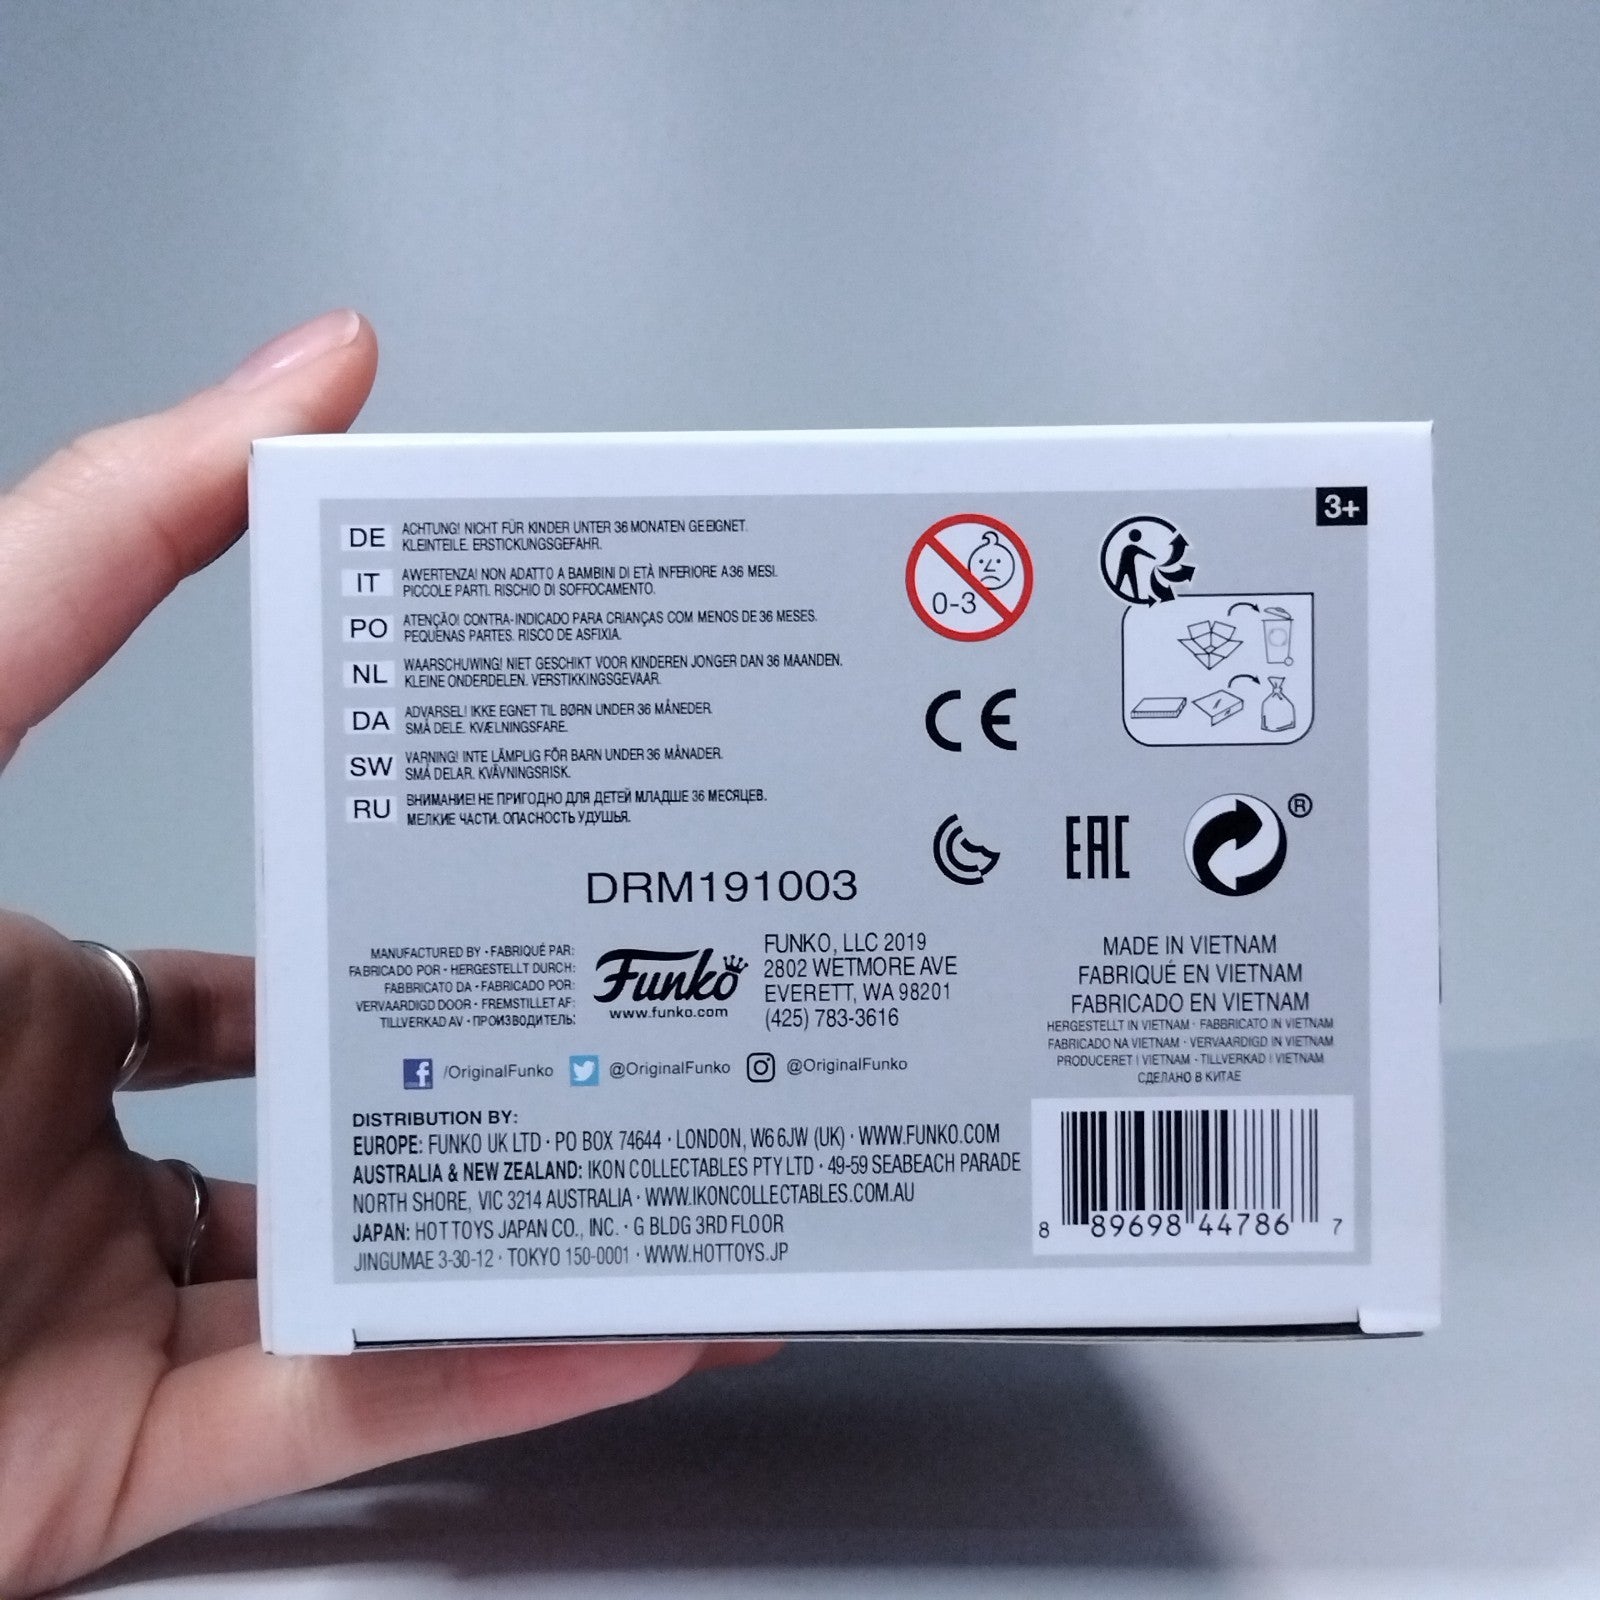 3+
DE ACHTUNG! NICHT FÜR KINDER UNTER 36 MONATEN GEEIGNET.
KLEINTEILE. ERSTICKUNGSGEFAHR.
IT AWERTENZA! NON ADATTO A BAMBINI DI ETÀ INFERIORE A36 MESI.
PICCOLE PARTI. RISCHIO DI SOFFOCAMENTO.
PO ATENÇÃO! CONTRA-INDICADO PARA CRIANÇAS COM MENOS DE 36 MESES.
PEQUENAS PARTES. RISCO DE ASFIXIA.
NL WAARSCHUWING! NIET GESCHIKT VOOR KINDEREN JONGER DAN 36 MAANDEN.
KLEINE ONDERDELEN. VERSTIKKINGSGEVAAR.
DA ADVARSEL! IKKE EGNET TIL BØRN UNDER 36 MÅNEDER.
SMÅ DELE. KVÆLNINGSFARE.
SW VARNING! INTE LÄMPLIG FÖR BARN UNDER 36 MÅNADER.
SMÅ DELAR. KVÄVNINGSRISK.
RU ВНИМАНИЕ! НЕ ПРИГОДНО ДЛЯ ДЕТЕЙ МЛАДШЕ 36 МЕСЯЦЕВ.
МЕЛКИЕ ЧАСТИ. ОПАСНОСТЬ УДУШЬЯ.
0-3
CE
EAC
®
DRM191003
MANUFACTURED BY · FABRIQUÉ PAR:
FABRICADO POR · HERGESTELLT DURCH:
FABBRICATO DA · FABRICADO POR:
VERVAARDIGD DOOR · FREMSTILLET AF:
TILLVERKAD AV · ПРОИЗВОДИТЕЛЬ:
Funko
www.funko.com
FUNKO, LLC 2019
2802 WETMORE AVE
EVERETT, WA 98201
(425) 783-3616
MADE IN VIETNAM
FABRIQUÉ EN VIETNAM
FABRICADO EN VIETNAM
HERGESTELLT IN VIETNAM · FABBRICATO IN VIETNAM
FABRICADO NA VIETNAM · VERVAARDIGD IN VIETNAM
PRODUCERET I VIETNAM · TILLVERKAD I VIETNAM
СДЕЛАНО В КИТАЕ
/OriginalFunko @OriginalFunko @OriginalFunko
DISTRIBUTION BY:
EUROPE: FUNKO UK LTD · PO BOX 74644 · LONDON, W6 6JW (UK) · WWW.FUNKO.COM
AUSTRALIA & NEW ZEALAND: IKON COLLECTABLES PTY LTD · 49-59 SEABEACH PARADE
NORTH SHORE, VIC 3214 AUSTRALIA · WWW.IKONCOLLECTABLES.COM.AU
JAPAN: HOT TOYS JAPAN CO., INC. · G BLDG 3RD FLOOR
JINGUMAE 3-30-12 · TOKYO 150-0001 · WWW.HOTTOYS.JP
8 89698 44786 7